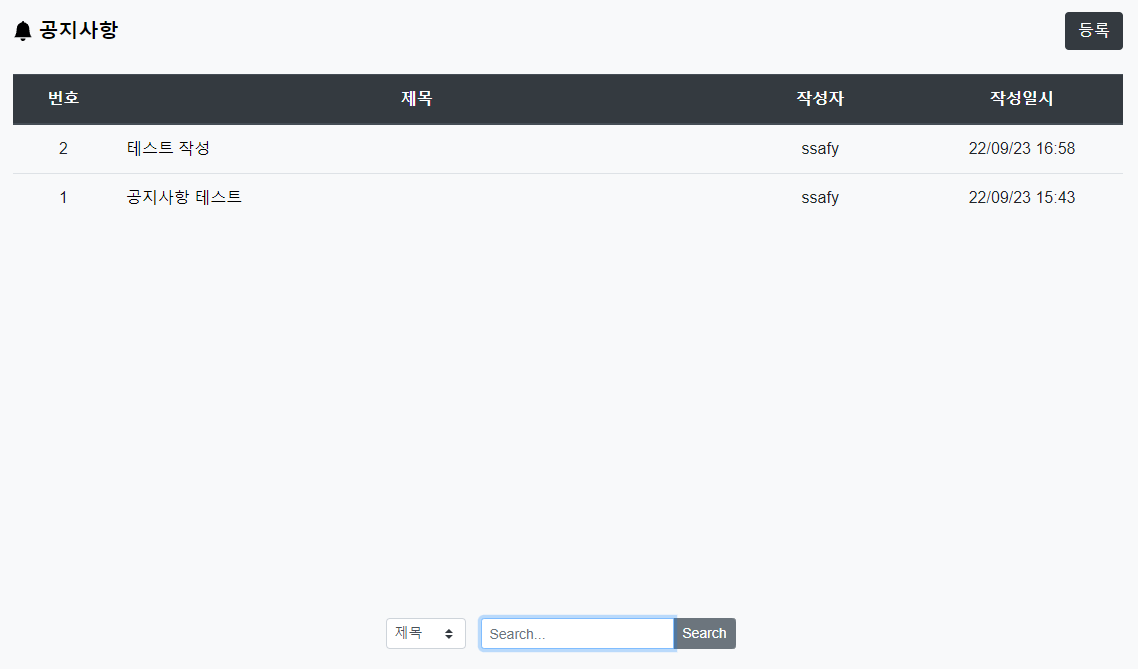 공지사항
등록
번호 제목 작성자 작성일시
2 테스트 작성 ssafy 22/09/23 16:58
1 공지사항 테스트 ssafy 22/09/23 15:43
제목 Search... Search